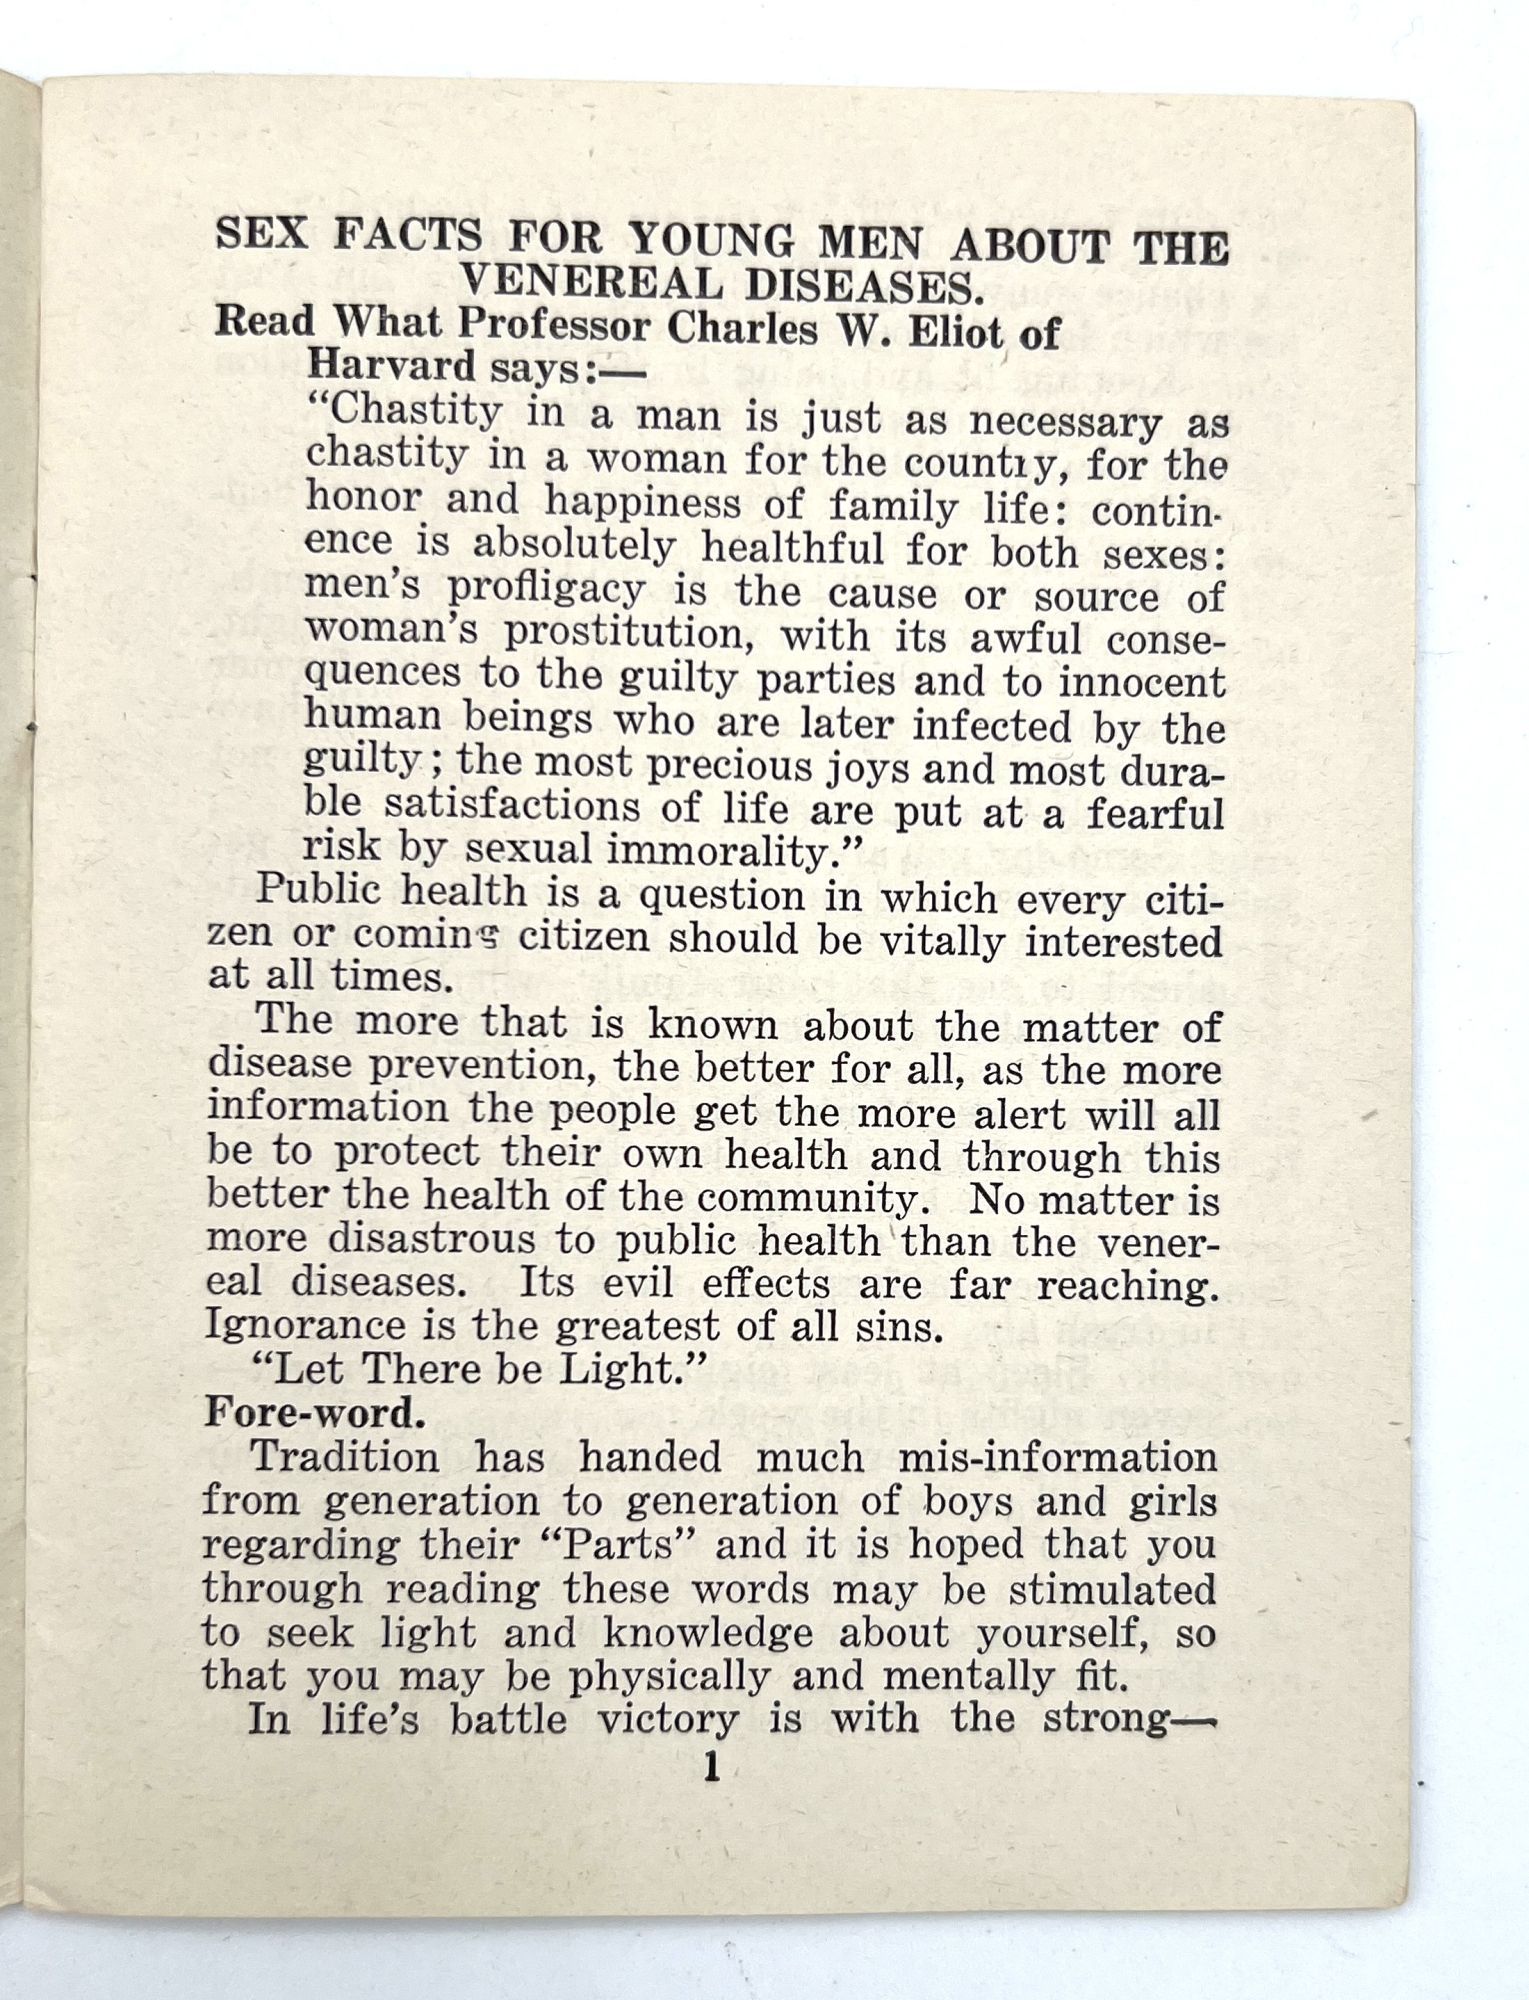 SEX FACTS FOR YOUNG MEN ABOUT THE
VENEREAL DISEASES.
Read What Professor Charles W. Eliot of
Harvard says:—
“Chastity in a man is just as necessary as
chastity in a woman for the country, for the
honor and happiness of family life: contin-
ence is absolutely healthful for both sexes:
men’s profligacy is the cause or source of
woman’s prostitution, with its awful conse-
quences to the guilty parties and to innocent
human beings who are later infected by the
guilty; the most precious joys and most dura-
ble satisfactions of life are put at a fearful
risk by sexual immorality.”
Public health is a question in which every citi-
zen or coming citizen should be vitally interested
at all times.
The more that is known about the matter of
disease prevention, the better for all, as the more
information the people get the more alert will all
be to protect their own health and through this
better the health of the community. No matter is
more disastrous to public health than the vener-
eal diseases. Its evil effects are far reaching.
Ignorance is the greatest of all sins.
“Let There be Light.”
Fore-word.
Tradition has handed much mis-information
from generation to generation of boys and girls
regarding their “Parts” and it is hoped that you
through reading these words may be stimulated
to seek light and knowledge about yourself, so
that you may be physically and mentally fit.
In life’s battle victory is with the strong—
1